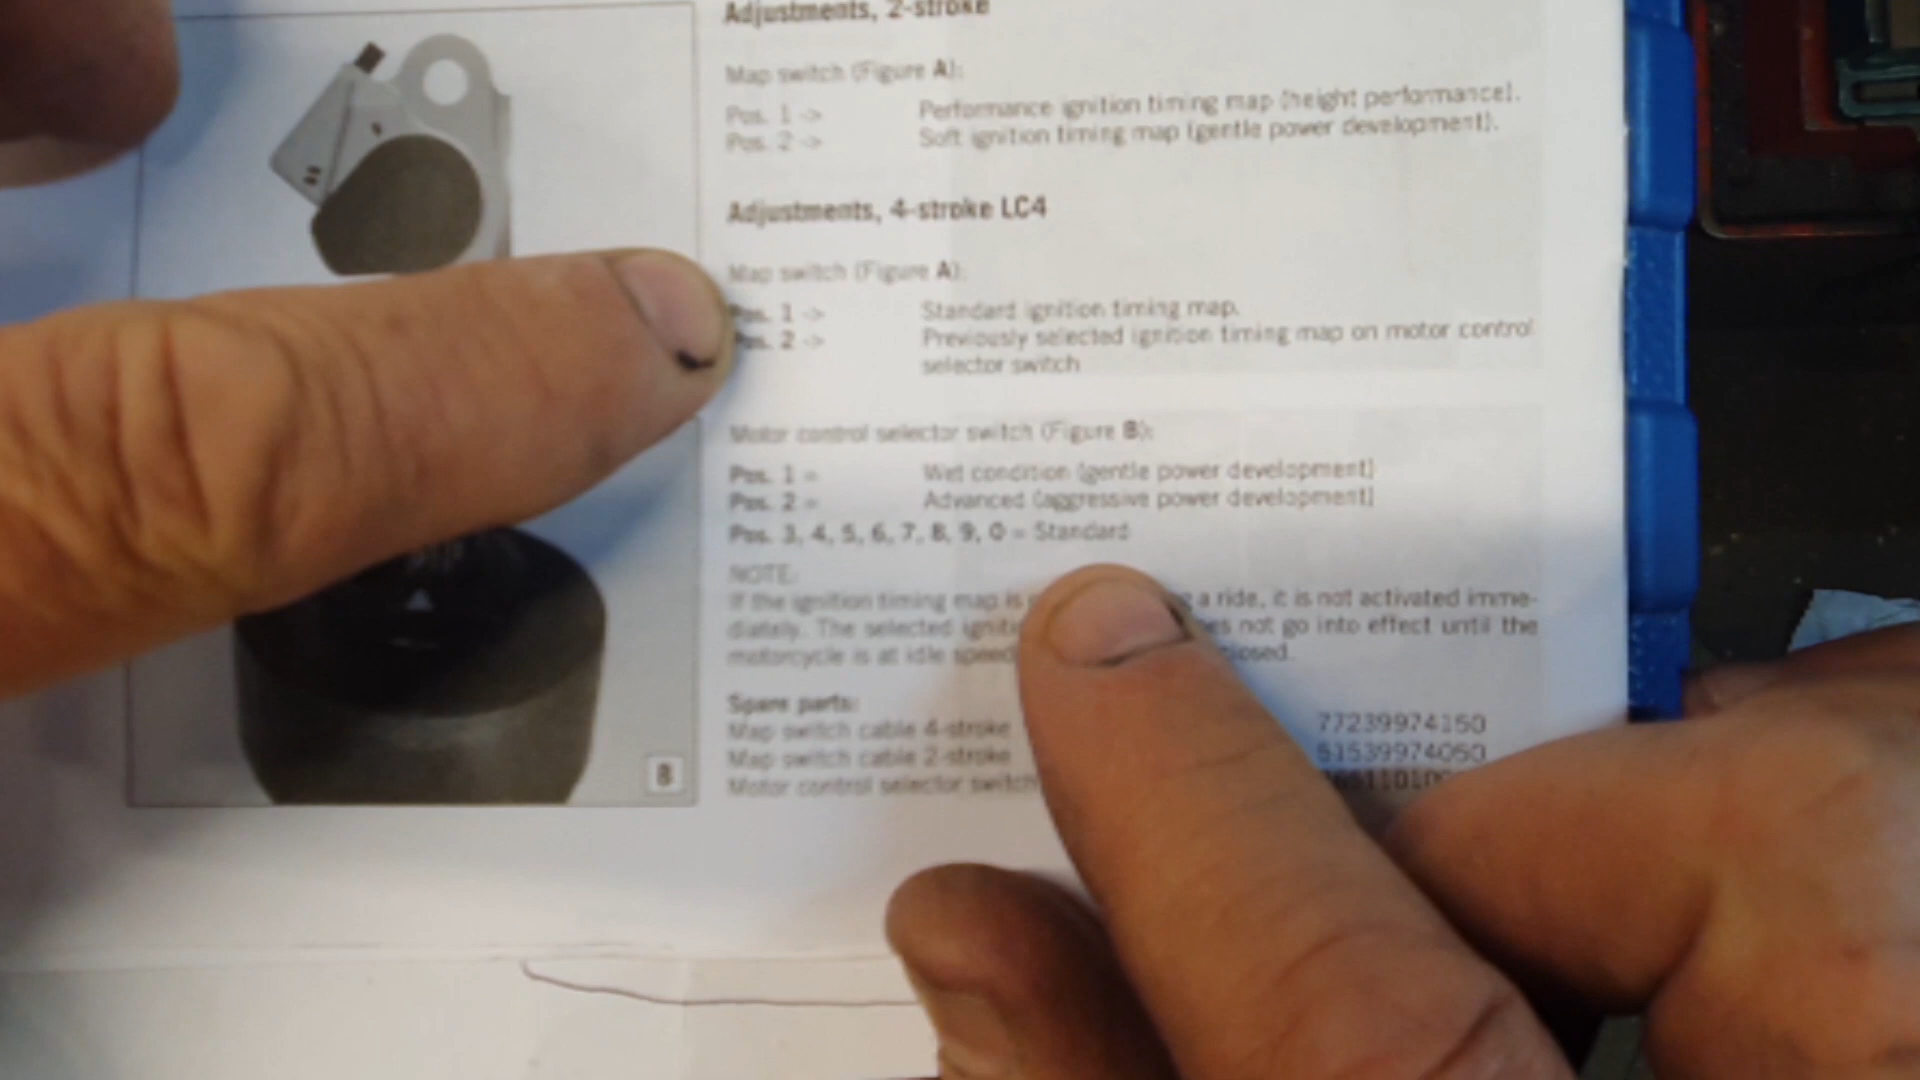 Adjustments, 2-stroke
Map switch (Figure A):
Pos. 1 -> Performance ignition timing map (height performance).
Pos. 2 -> Soft ignition timing map (gentle power development).
Adjustments, 4-stroke LC4
Map switch (Figure A):
Pos. 1 -> Standard ignition timing map.
Pos. 2 -> Previously selected ignition timing map on motor control
selector switch
Motor control selector switch (Figure B):
Pos. 1 = Wet condition (gentle power development)
Pos. 2 = Advanced (aggressive power development)
Pos. 3, 4, 5, 6, 7, 8, 9, 0 = Standard
NOTE:
If the ignition timing map is a ride, it is not activated imme-
diately. The selected not go into effect until the
motorcycle is at idle speed
Spare parts:
Map switch cable 4-stroke 77239974150
Map switch cable 2-stroke
Motor control selector switch
B